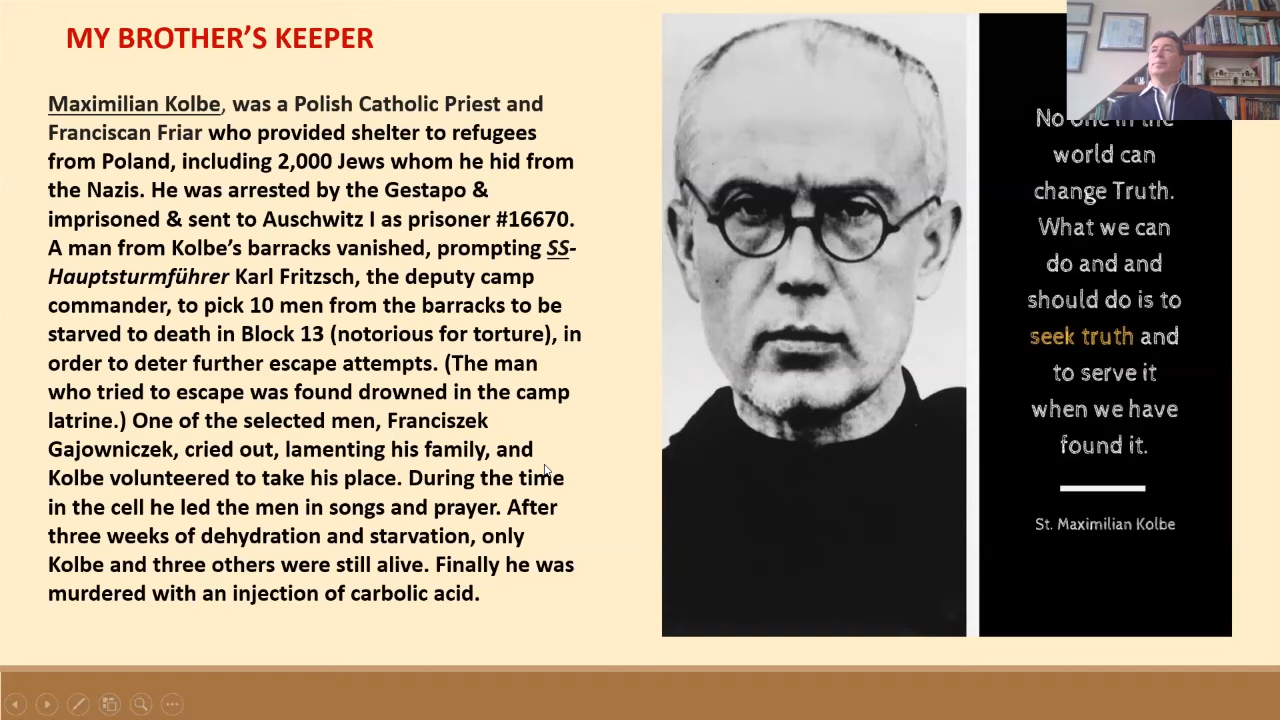 MY BROTHER'S KEEPER
Maximilian Kolbe, was a Polish Catholic Priest and
Franciscan Friar who provided shelter to refugees
from Poland, including 2,000 Jews whom he hid from
the Nazis. He was arrested by the Gestapo &
imprisoned & sent to Auschwitz I as prisoner #16670.
A man from Kolbe's barracks vanished, prompting SS-
Hauptsturmführer Karl Fritzsch, the deputy camp
commander, to pick 10 men from the barracks to be
starved to death in Block 13 (notorious for torture), in
order to deter further escape attempts. (The man
who tried to escape was found drowned in the camp
latrine.) One of the selected men, Franciszek
Gajowniczek, cried out, lamenting his family, and
Kolbe volunteered to take his place. During the time
in the cell he led the men in songs and prayer. After
three weeks of dehydration and starvation, only
Kolbe and three others were still alive. Finally he was
murdered with an injection of carbolic acid.
No one in the
world can
change Truth.
What we can
do and and
should do is to
seek truth and
to serve it
when we have
found it.
St. Maximilian Kolbe